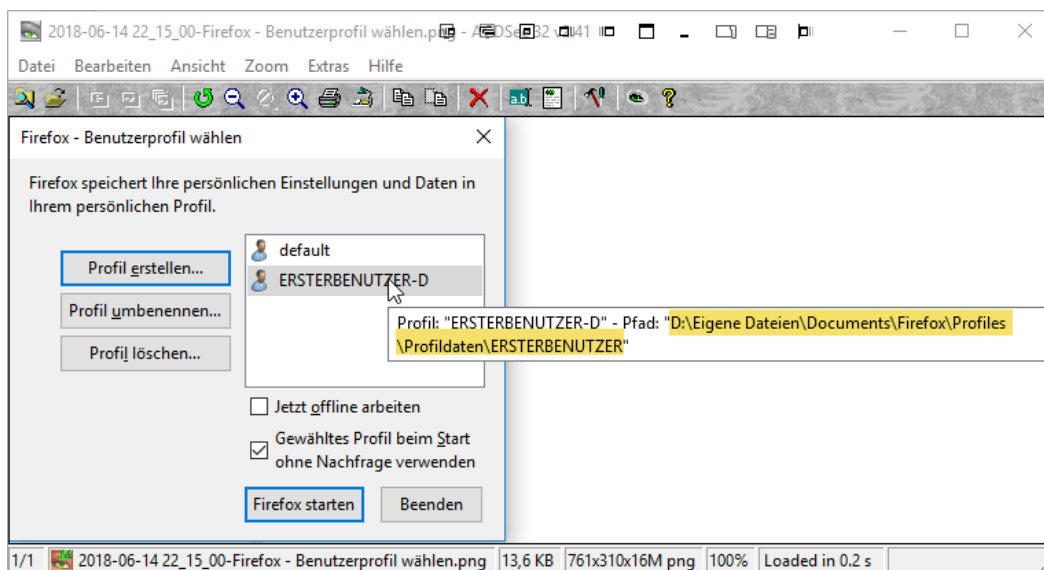 2018-06-14 22_15_00-Firefox - Benutzerprofil wählen.p
Datei Bearbeiten Ansicht Zoom Extras Hilfe
Firefox - Benutzerprofil wählen
Firefox speichert Ihre persönlichen Einstellungen und Daten in
Ihrem persönlichen Profil.
default
ERSTERBENUTZER-D
Profil erstellen...
Profil umbenennen...
Profil löschen...
Profil: "ERSTERBENUTZER-D" - Pfad: "D:\Eigene Dateien\Documents\Firefox\Profiles
\Profildaten\ERSTERBENUTZER"
Jetzt offline arbeiten
Gewähltes Profil beim Start
ohne Nachfrage verwenden
Firefox starten Beenden
1/1 2018-06-14 22_15_00-Firefox - Benutzerprofil wählen.png 13,6 KB 761x310x16M png 100% Loaded in 0.2 s